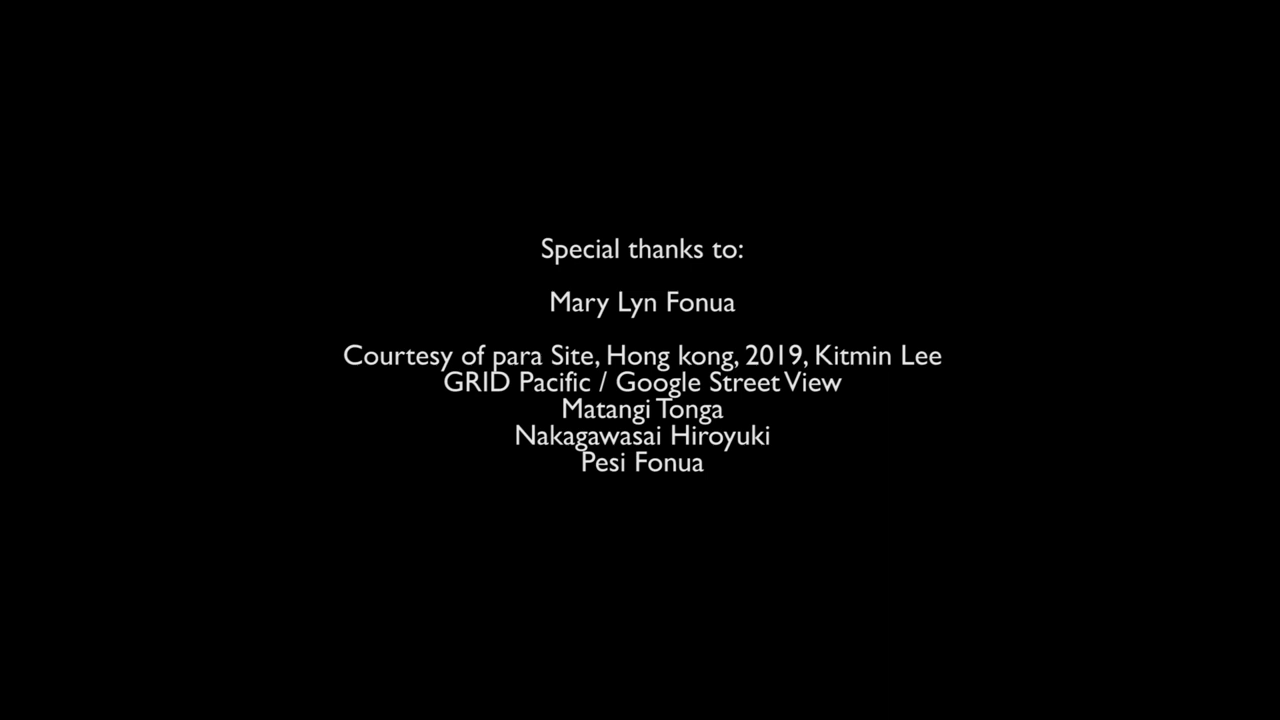 Special thanks to:
Mary Lyn Fonua
Courtesy of para Site, Hong kong, 2019, Kitmin Lee
GRID Pacific / Google Street View
Matangi Tonga
Nakagawasai Hiroyuki
Pesi Fonua